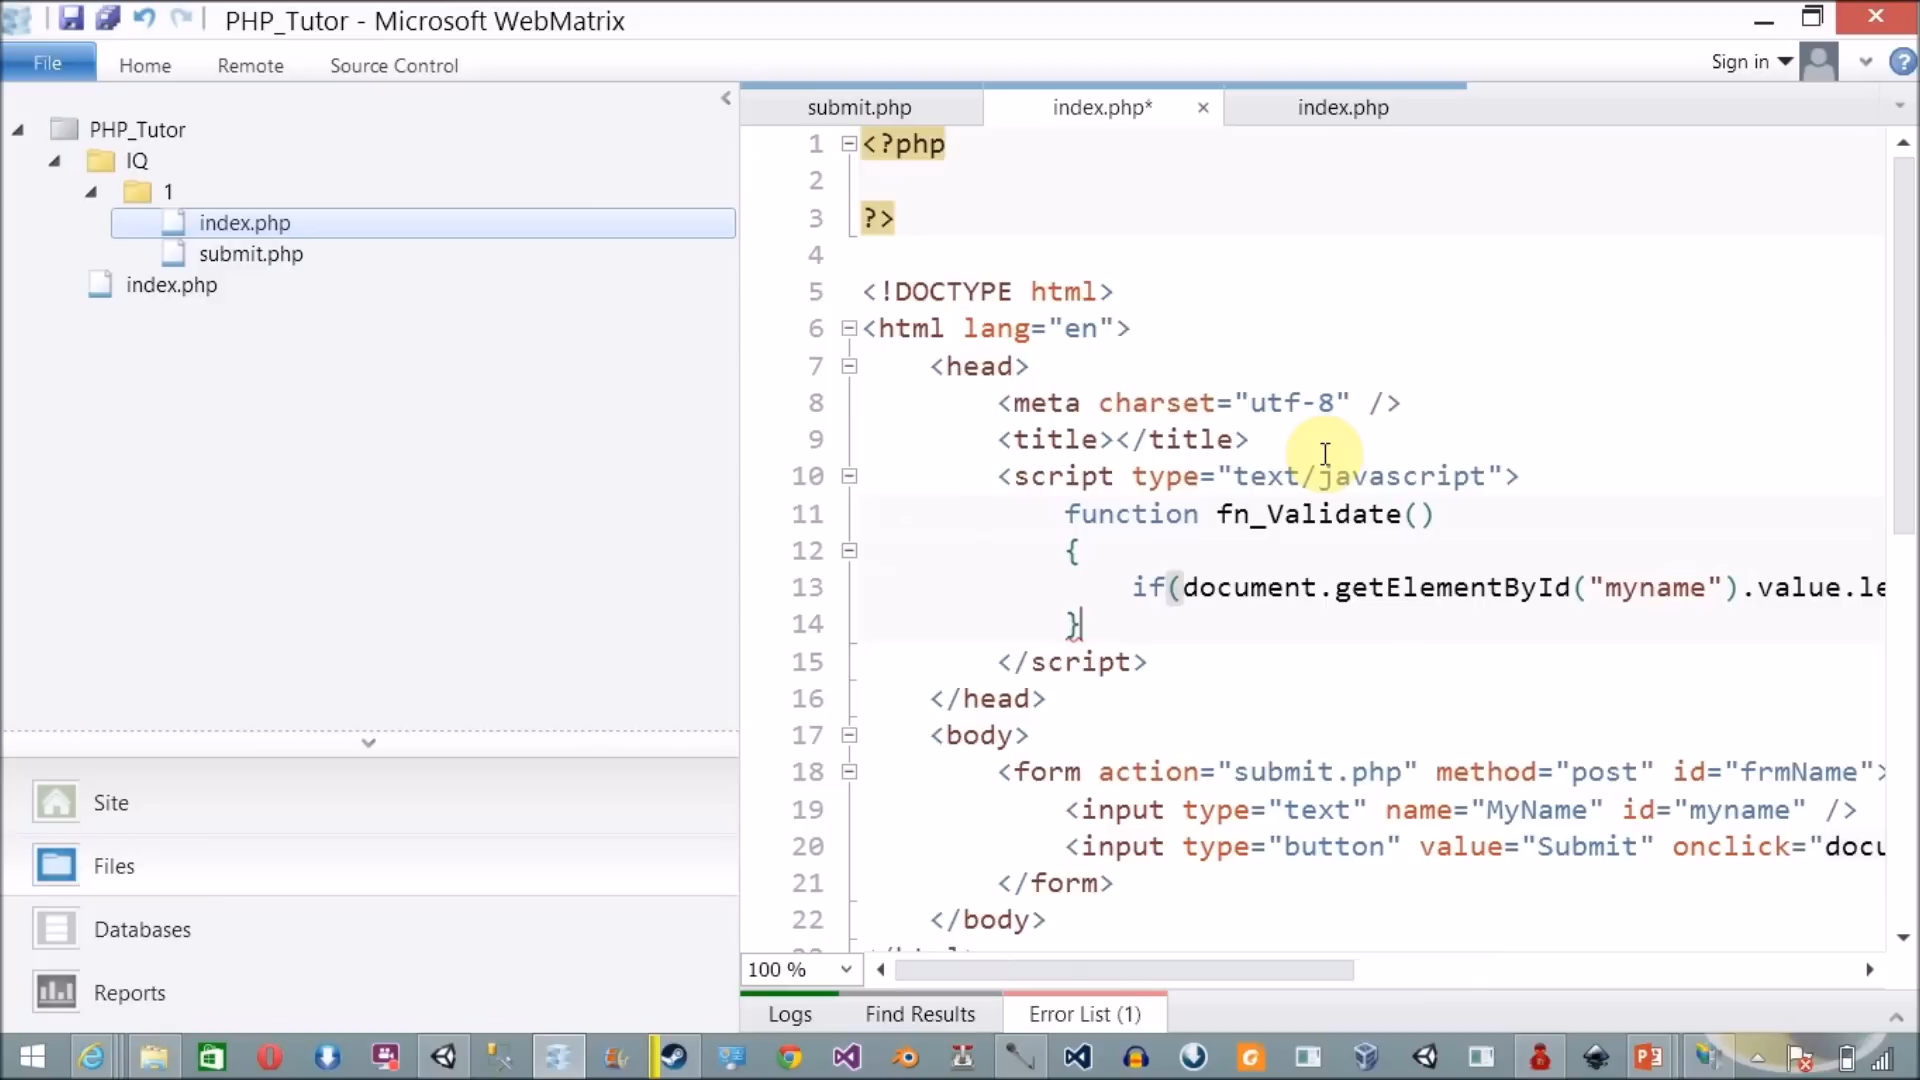 PHP_Tutor - Microsoft WebMatrix
File Home Remote Source Control
Sign in
PHP_Tutor
IQ
1
index.php
submit.php
index.php
Site
Files
Databases
Reports
submit.php index.php* index.php
1 <?php
2
3 ?>
4
5 <!DOCTYPE html>
6 <html lang="en">
7 <head>
8 <meta charset="utf-8" />
9 <title></title>
10 <script type="text/javascript">
11 function fn_Validate()
12 {
13 if(document.getElementById("myname").value.le
14 }
15 </script>
16 </head>
17 <body>
18 <form action="submit.php" method="post" id="frmName">
19 <input type="text" name="MyName" id="myname" />
20 <input type="button" value="Submit" onclick="docu
21 </form>
22 </body>
100 %
Logs Find Results Error List (1)